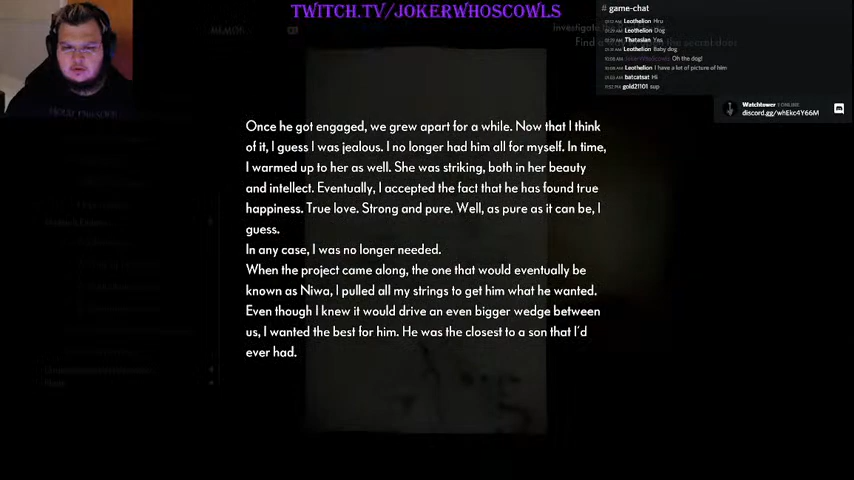 TWITCH.TV/JOKERWHOSCOWLS
# game-chat
Leothelion Hru
Leothelion Dog
Thatasian Yes
Leothelion Baby dog
Oh the dog!
Leothelion I have a lot of picture of him
batcatsat Hi
gold21101 sup
Watchtower
discord.gg/whEkc4Y66M
Once he got engaged, we grew apart for a while. Now that I think
of it, I guess I was jealous. I no longer had him all for myself. In time,
I warmed up to her as well. She was striking, both in her beauty
and intellect. Eventually, I accepted the fact that he has found true
happiness. True love. Strong and pure. Well, as pure as it can be, I
guess.
In any case, I was no longer needed.
When the project came along, the one that would eventually be
known as Niwa, I pulled all my strings to get him what he wanted.
Even though I knew it would drive an even bigger wedge between
us, I wanted the best for him. He was the closest to a son that I'd
ever had.